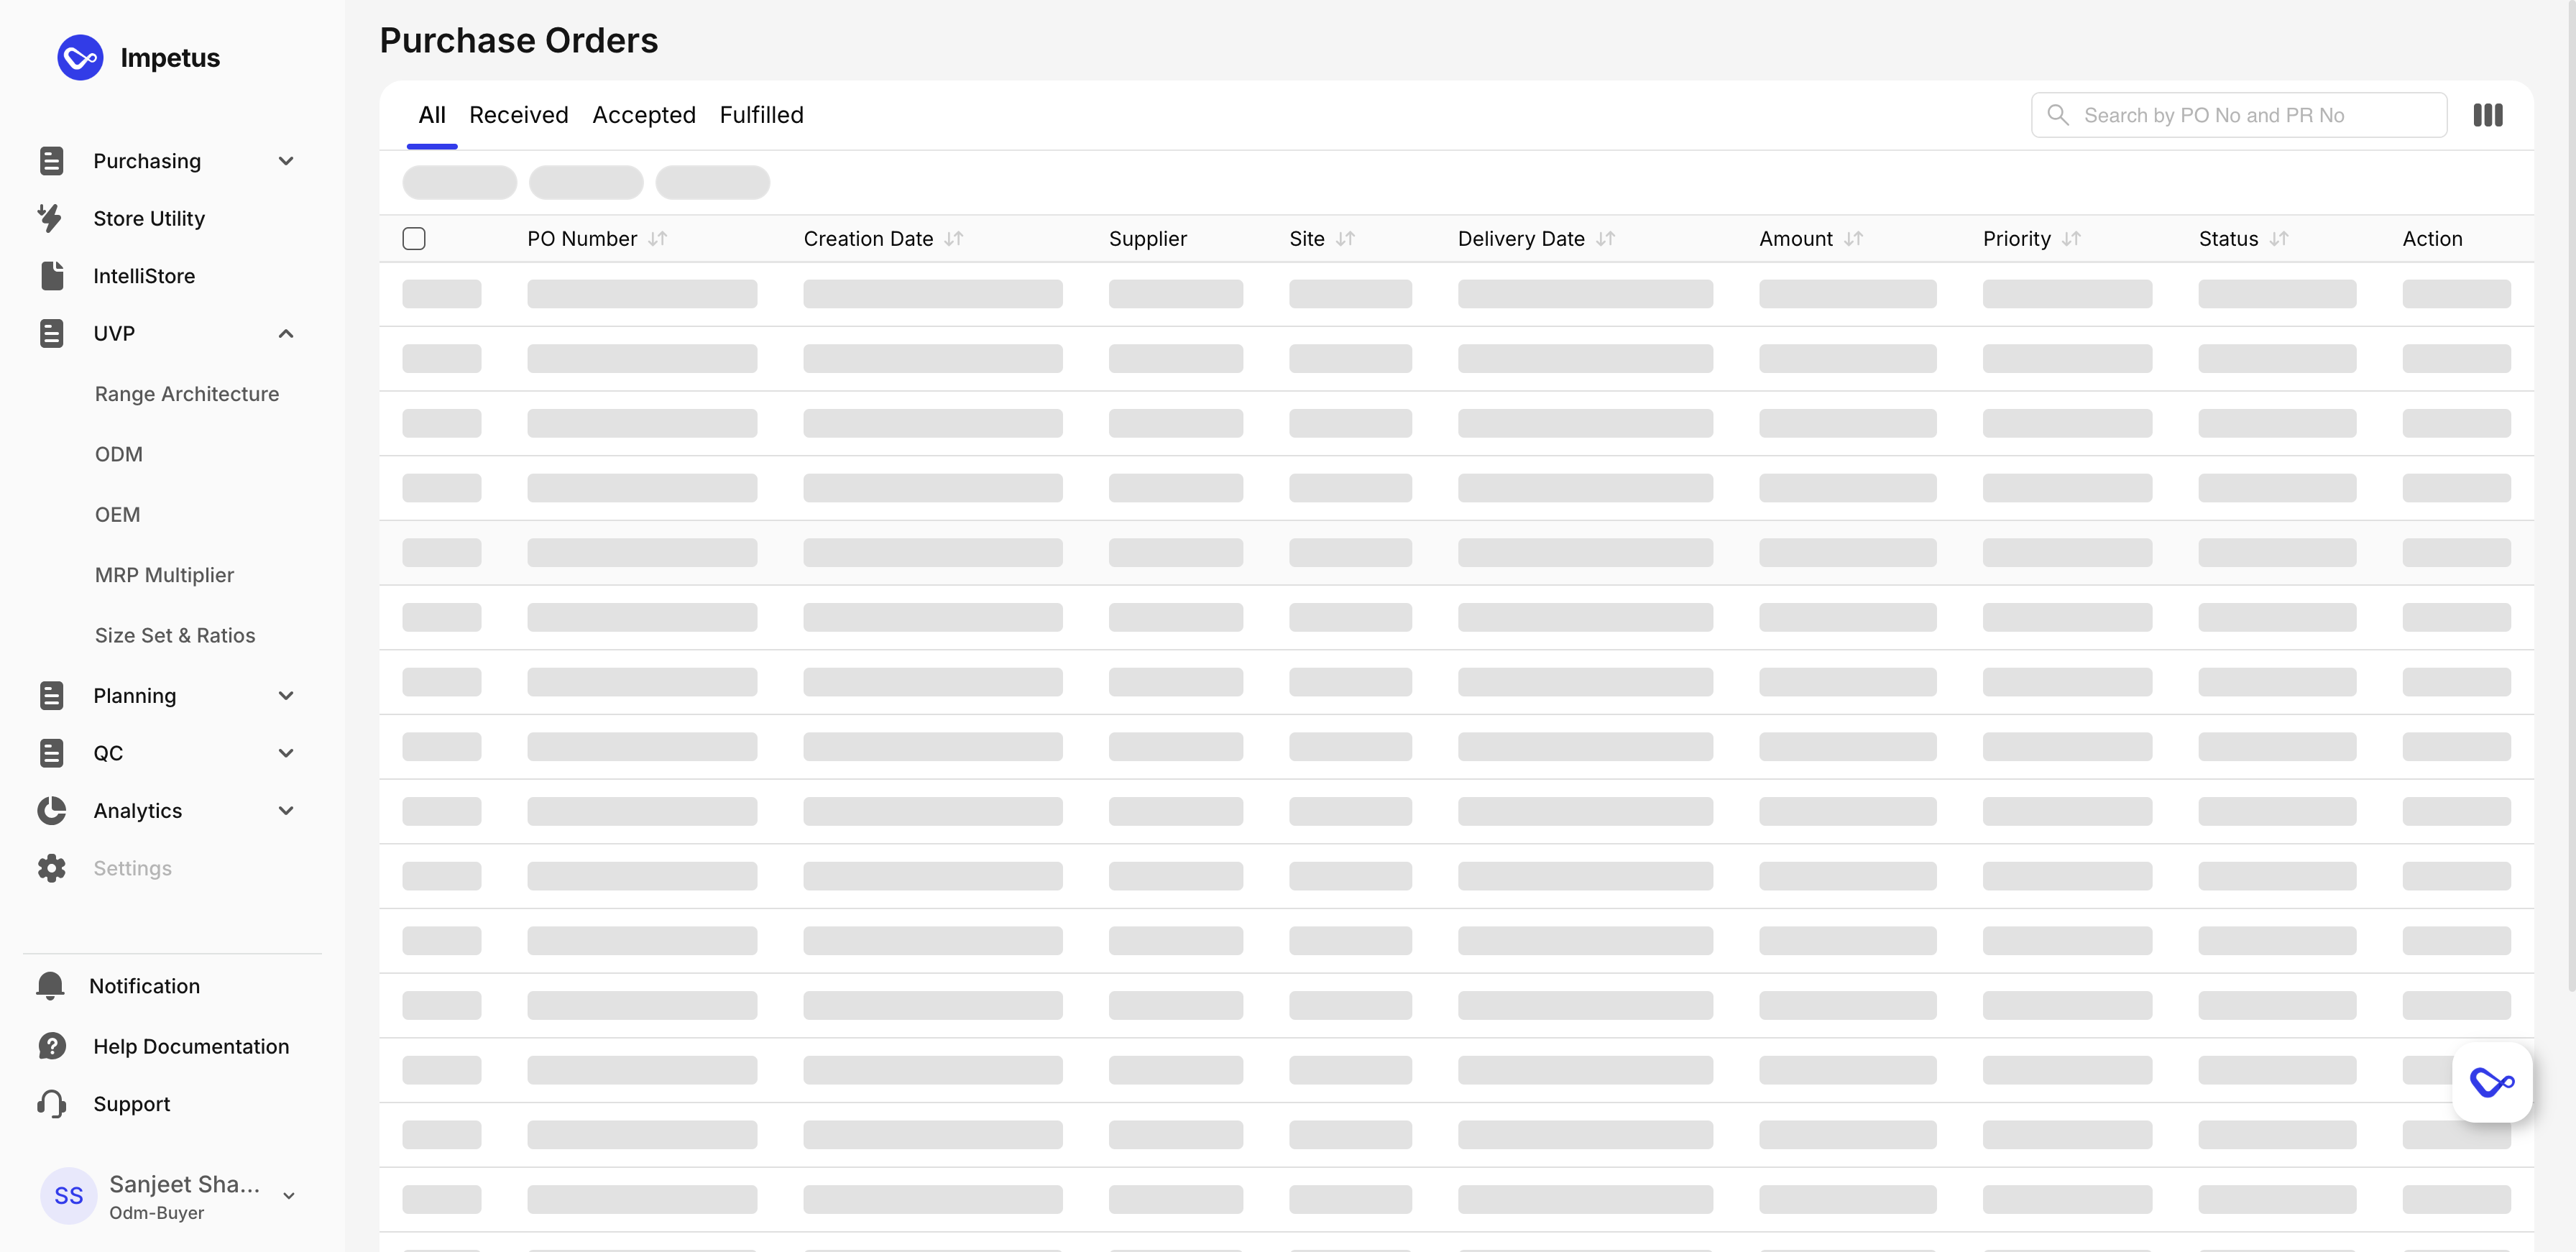 Impetus
Purchasing
Store Utility
IntelliStore
UVP
Range Architecture
ODM
OEM
MRP Multiplier
Size Set & Ratios
Planning
QC
Analytics
Settings
Notification
Help Documentation
Support
SS
Sanjeet Sha...
Odm-Buyer
Purchase Orders
All Received Accepted Fulfilled
Search by PO No and PR No
PO Number Creation Date Supplier Site Delivery Date Amount Priority Status Action